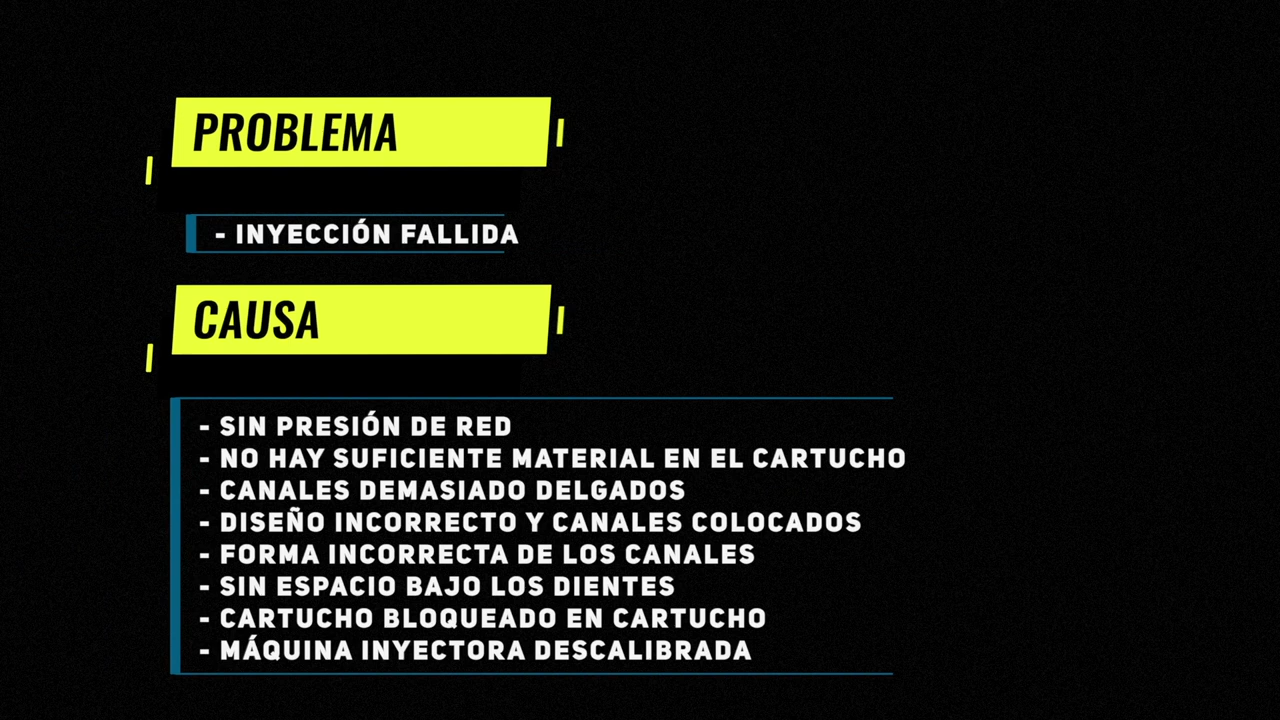 PROBLEMA
- INYECCIÓN FALLIDA
CAUSA
- SIN PRESIÓN DE RED
- NO HAY SUFICIENTE MATERIAL EN EL CARTUCHO
- CANALES DEMASIADO DELGADOS
- DISEÑO INCORRECTO Y CANALES COLOCADOS
- FORMA INCORRECTA DE LOS CANALES
- SIN ESPACIO BAJO LOS DIENTES
- CARTUCHO BLOQUEADO EN CARTUCHO
- MÁQUINA INYECTORA DESCALIBRADA